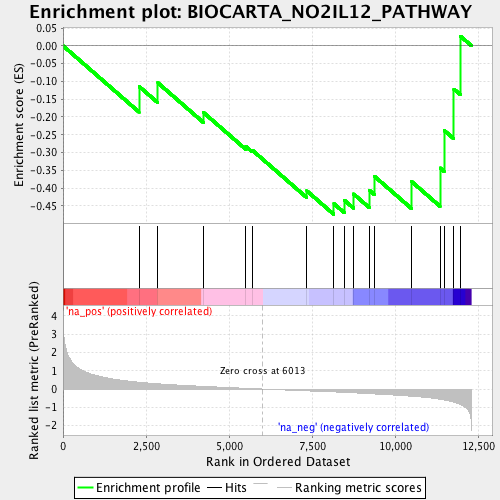 Enrichment plot: BIOCARTA_NO2IL12_PATHWAY
Enrichment score (ES)
0.05
0.00
-0.05
-0.10
-0.15
-0.20
-0.25
-0.30
-0.35
-0.40
-0.45
'na_pos' (positively correlated)
Ranked list metric (PreRanked)
4
3
2
1
0
-1
-2
Zero cross at 6013
'na_neg' (negatively correlated)
0
2,500
5,000
7,500
10,000
12,500
Rank in Ordered Dataset
Enrichment profile
Hits
Ranking metric scores